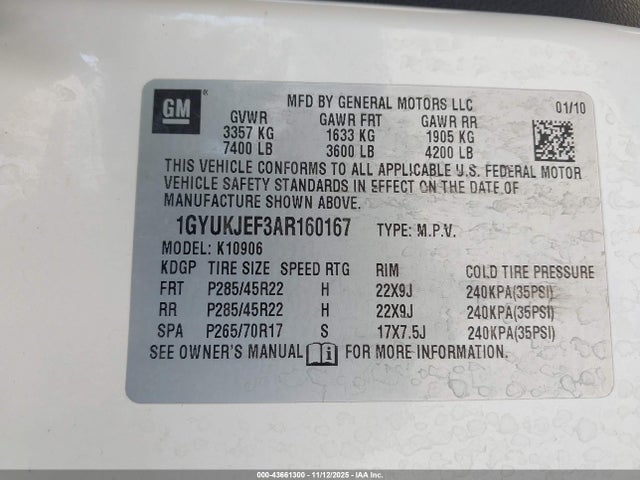 GM ®
MFD BY GENERAL MOTORS LLC 01/10
GVWR GAWR FRT GAWR RR
3357 KG 1633 KG 1905 KG
7400 LB 3600 LB 4200 LB
THIS VEHICLE CONFORMS TO ALL APPLICABLE U.S. FEDERAL MOTOR
VEHICLE SAFETY STANDARDS IN EFFECT ON THE DATE OF
MANUFACTURE SHOWN ABOVE.
1GYUKJEF3AR160167 TYPE: M.P.V.
MODEL: K10906
KDGP TIRE SIZE SPEED RTG RIM COLD TIRE PRESSURE
FRT P285/45R22 H 22X9J 240KPA(35PSI)
RR P285/45R22 H 22X9J 240KPA(35PSI)
SPA P265/70R17 S 17X7.5J 240KPA(35PSI)
SEE OWNER'S MANUAL i FOR MORE INFORMATION.
000-43661300 - 11/12/2025 - IAA Inc.